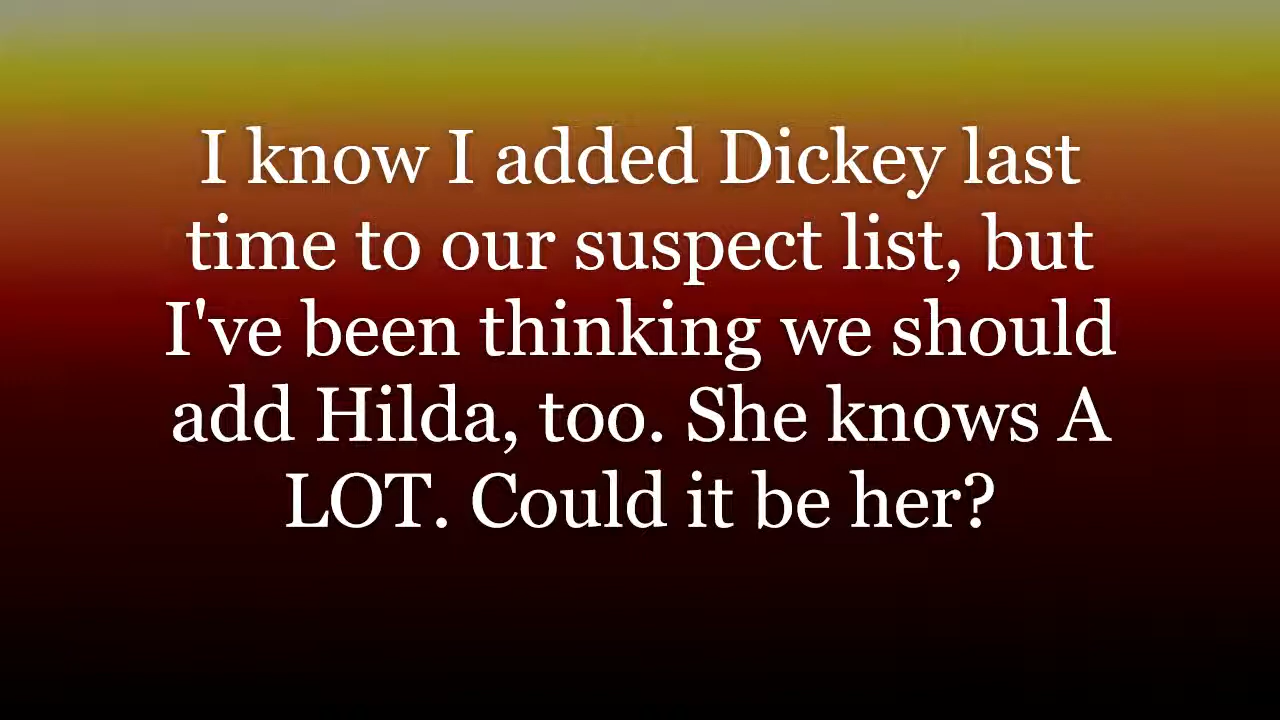 I know I added Dickey last
time to our suspect list, but
I've been thinking we should
add Hilda, too. She knows A
LOT. Could it be her?